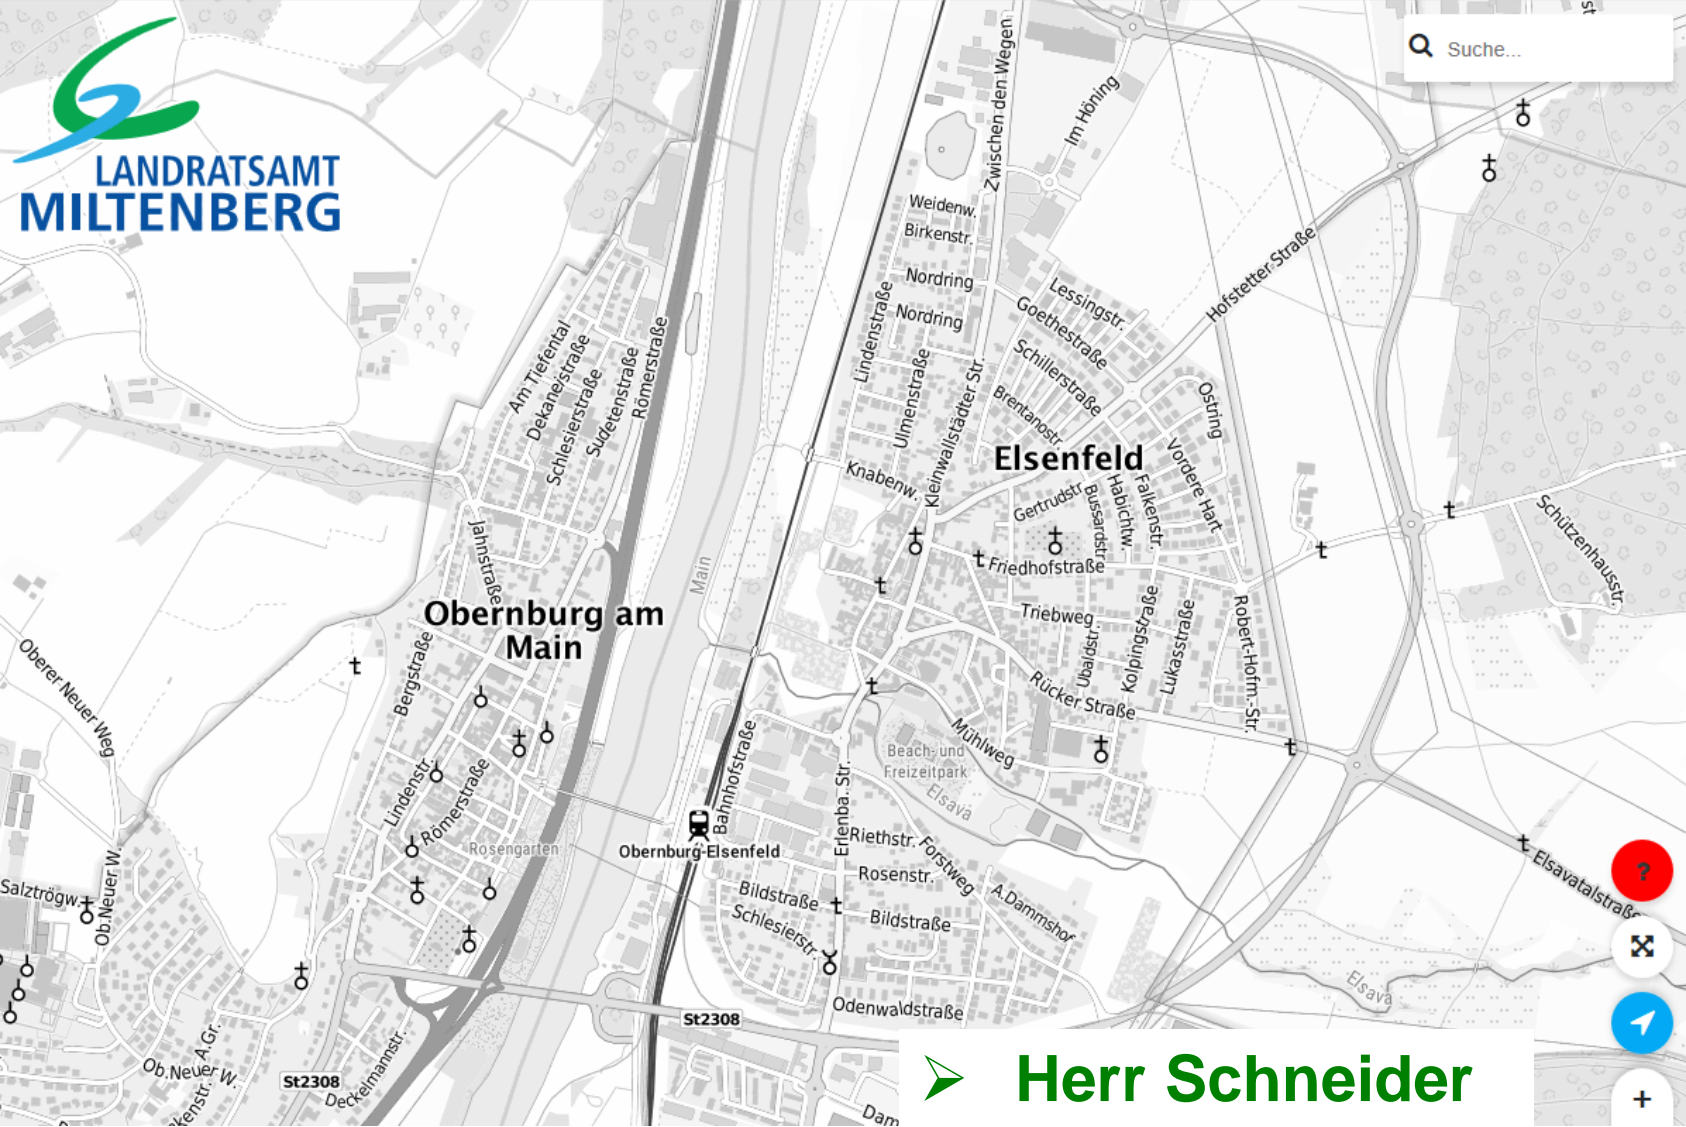 LANDRATSAMT
MILTENBERG
Suche...
Zwischen den Wegen
Im Höning
Weidenw.
Birkenstr.
Nordring
Nordring
Lindenstraße
Ulmenstraße
Kleinwallstädter Str.
Knabenw.
Lessingstr.
Goethestraße
Schillerstraße
Brentanostr.
Hofstetter Straße
Ostring
Vordere Hart
Elsenfeld
Gertrudstr.
Bussardstr.
Habichtw.
Falkenstr.
Friedhofstraße
Triebweg
Ubaldstr.
Kolpingstraße
Lukasstraße
Robert-Hofm.-Str.
Rücker Straße
Schützenhausstr.
Am Tiefental
Dekaneistraße
Schlesierstraße
Sudetenstraße
Römerstraße
Jahnstraße
Main
Obernburg am
Main
Bergstraße
Oberer Neuer Weg
Lindenstr.
Römerstraße
Rosengarten
Mühlweg
Beach- und
Freizeitpark
Elsava
Bahnhofstraße
Obernburg-Elsenfeld
Erlenba. Str.
Riethstr.
Forstweg
Rosenstr.
A.Dammshof
Bildstraße
Bildstraße
Schlesierstr.
Odenwaldstraße
Elsavatalstraße
?
Elsava
Salztrögw.
Ob.Neuer W.
A.Gr.
Ob.Neuer W.
kenstr.
St2308
Deckelmannstr.
St2308
Dam
➢ Herr Schneider
+